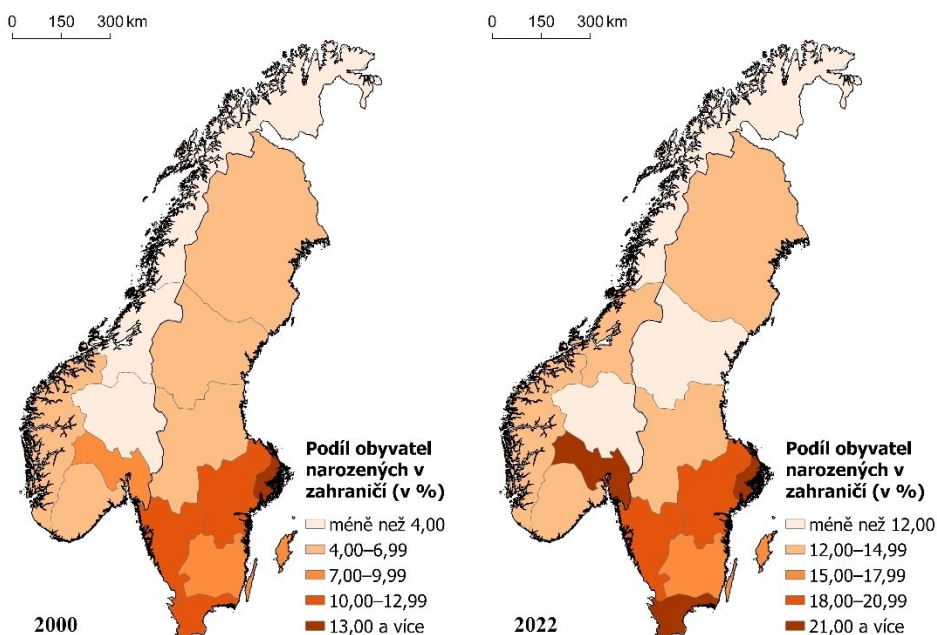 0 150 300 km
Podíl obyvatel
narozených v
zahraničí (v %)
méně než 4,00
4,00–6,99
7,00–9,99
10,00–12,99
13,00 a více
2000
0 150 300 km
Podíl obyvatel
narozených v
zahraničí (v %)
méně než 12,00
12,00–14,99
15,00–17,99
18,00–20,99
21,00 a více
2022